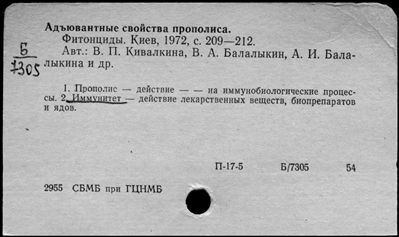 Адъювантные свойства прополиса.
Фитонциды. Киев, 1972, с. 209—212.
Б
7305
Авт.: В. П. Кивалкина, В. А. Балалыкин, А. И. Бала-
лыкина и др.
1. Прополис — действие — — на иммунобиологические процес-
сы. 2. Иммунитет — действие лекарственных веществ, биопрепаратов
и ядов.
П-17-5 Б/7305 54
2955 СБМБ при ГЦНМБ